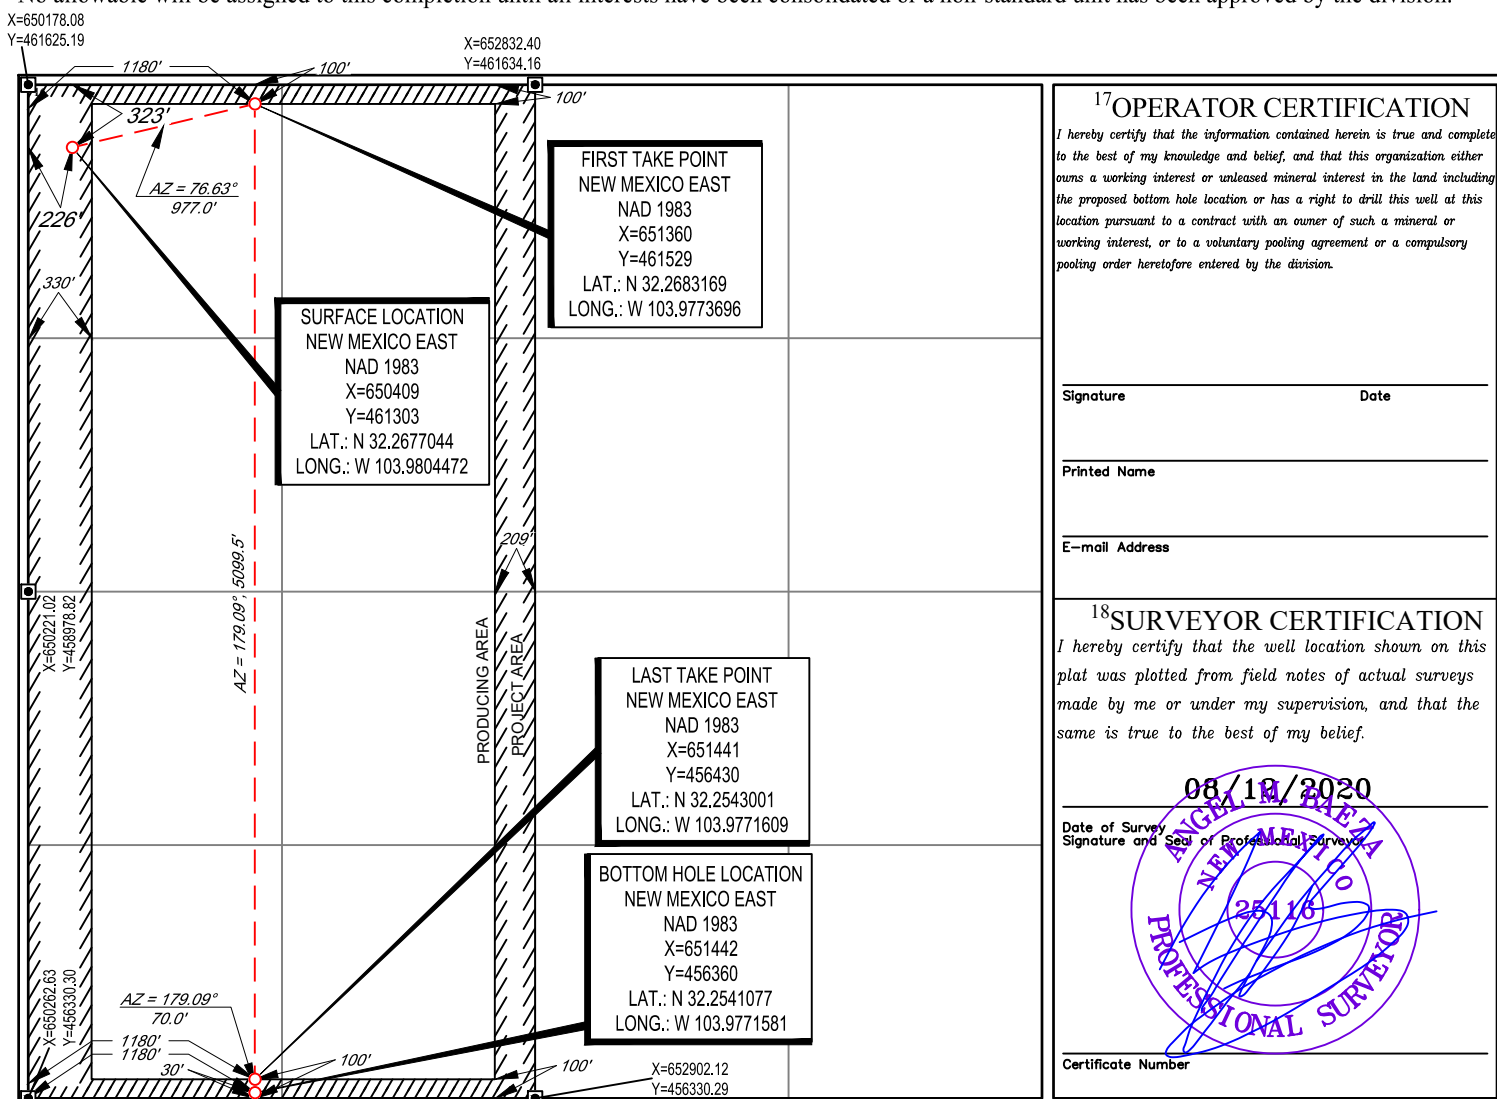 X=650178.08
Y=461625.19
X=652832.40
Y=461634.16
1180'
100'
100'
323'
AZ = 76.63°
977.0'
226'
330'
FIRST TAKE POINT
NEW MEXICO EAST
NAD 1983
X=651360
Y=461529
LAT.: N 32.2683169
LONG.: W 103.9773696
SURFACE LOCATION
NEW MEXICO EAST
NAD 1983
X=650409
Y=461303
LAT.: N 32.2677044
LONG.: W 103.9804472
209'
AZ = 179.09°, 5099.5'
X=650221.02
Y=458978.82
PRODUCING AREA
PROJECT AREA
LAST TAKE POINT
NEW MEXICO EAST
NAD 1983
X=651441
Y=456430
LAT.: N 32.2543001
LONG.: W 103.9771609
BOTTOM HOLE LOCATION
NEW MEXICO EAST
NAD 1983
X=651442
Y=456360
LAT.: N 32.2541077
LONG.: W 103.9771581
X=650262.63
Y=456330.30
AZ = 179.09°
70.0'
1180'
1180'
30'
100'
100'
X=652902.12
Y=456330.29
17OPERATOR CERTIFICATION
I hereby certify that the information contained herein is true and complete
to the best of my knowledge and belief, and that this organization either
owns a working interest or unleased mineral interest in the land including
the proposed bottom hole location or has a right to drill this well at this
location pursuant to a contract with an owner of such a mineral or
working interest, or to a voluntary pooling agreement or a compulsory
pooling order heretofore entered by the division.
Signature Date
Printed Name
E-mail Address
18SURVEYOR CERTIFICATION
I hereby certify that the well location shown on this
plat was plotted from field notes of actual surveys
made by me or under my supervision, and that the
same is true to the best of my belief.
08/12/2020
Date of Survey
Signature and Seal of Professional Surveyor
ANGEL M. BAEZA
NEW MEXICO
25116
PROFESSIONAL SURVEYOR
Certificate Number